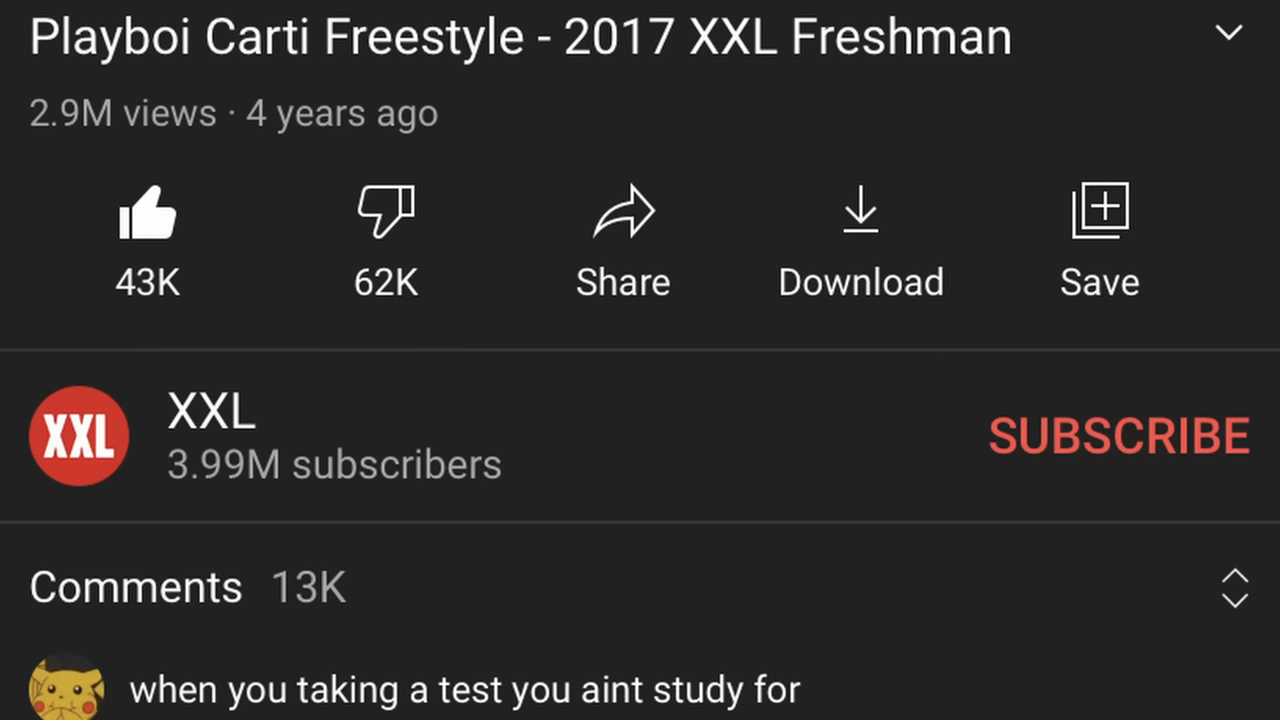 Playboi Carti Freestyle - 2017 XXL Freshman
2.9M views · 4 years ago
43K 62K Share Download Save
XXL
XXL
3.99M subscribers
SUBSCRIBE
Comments 13K
when you taking a test you aint study for